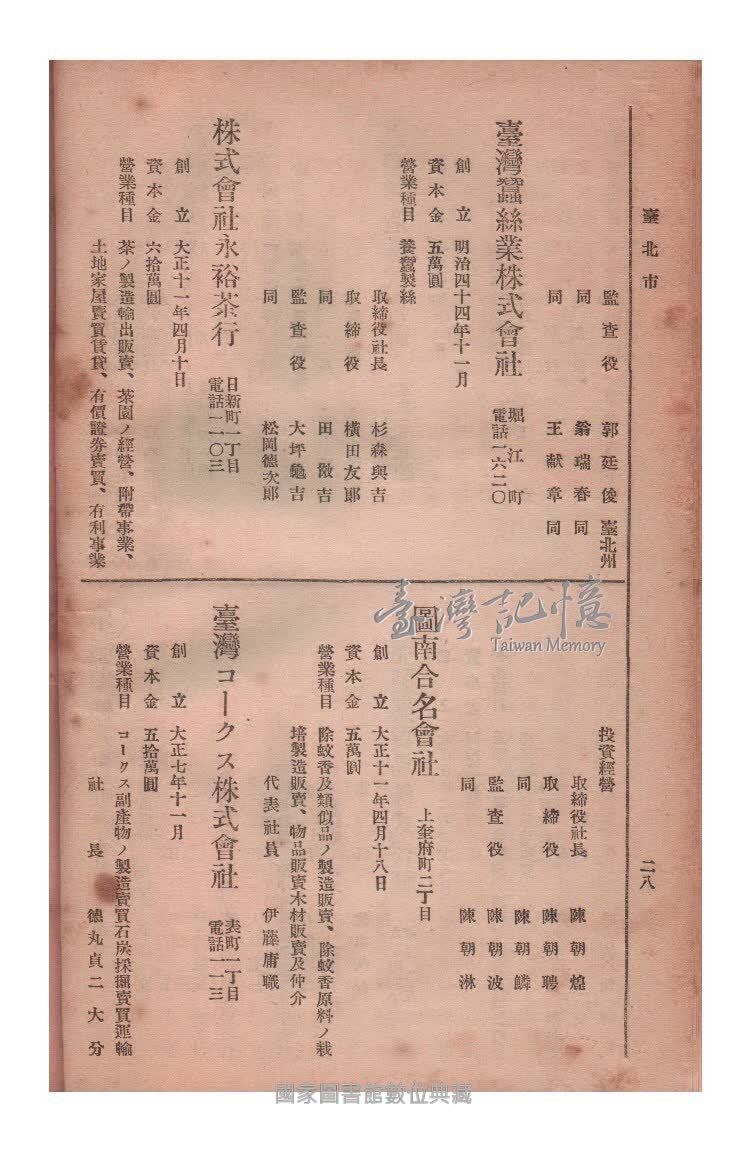 臺北市
二八
監査役 郭廷俊 臺北州
同 翁瑞春 同
同 王献章 同
臺灣蠶絲業株式會社 堀江町 電話一六二〇
創立 明治四十四年十一月
資本金 五萬圓
營業種目 養蠶製絲
取締役社長 杉森與吉
取締役 橫田友郞
同 田徴吉
監査役 大坪龜吉
同 松岡德次郞
株式會社永裕茶行 日新町一丁目 電話二一〇三
創立 大正十一年四月十日
資本金 六拾萬圓
營業種目 茶ノ製造輸出販賣、茶園ノ經營、附帶事業、
土地家屋賣買賃貸、有價證券賣買、有利事業
投資經營
取締役社長 陳朝煌
取締役 陳朝聘
同 陳朝鱗
監査役 陳朝波
同 陳朝淋
圖南合名會社 上奎府町二丁目
創立 大正十一年四月十八日
資本金 五萬圓
營業種目 除蚊香及類似品ノ製造販賣、除蚊香原料ノ栽
培製造販賣、物品販賣木材販賣及仲介
代表社員 伊藤庸職
臺灣コークス株式會社 表町一丁目 電話一一三
創立 大正七年十一月
資本金 五拾萬圓
營業種目 コークス副產物ノ製造賣買石炭採掘賣買運輸
社長 德丸貞二 大分
臺灣記憶
Taiwan Memory
國家圖書館數位典藏